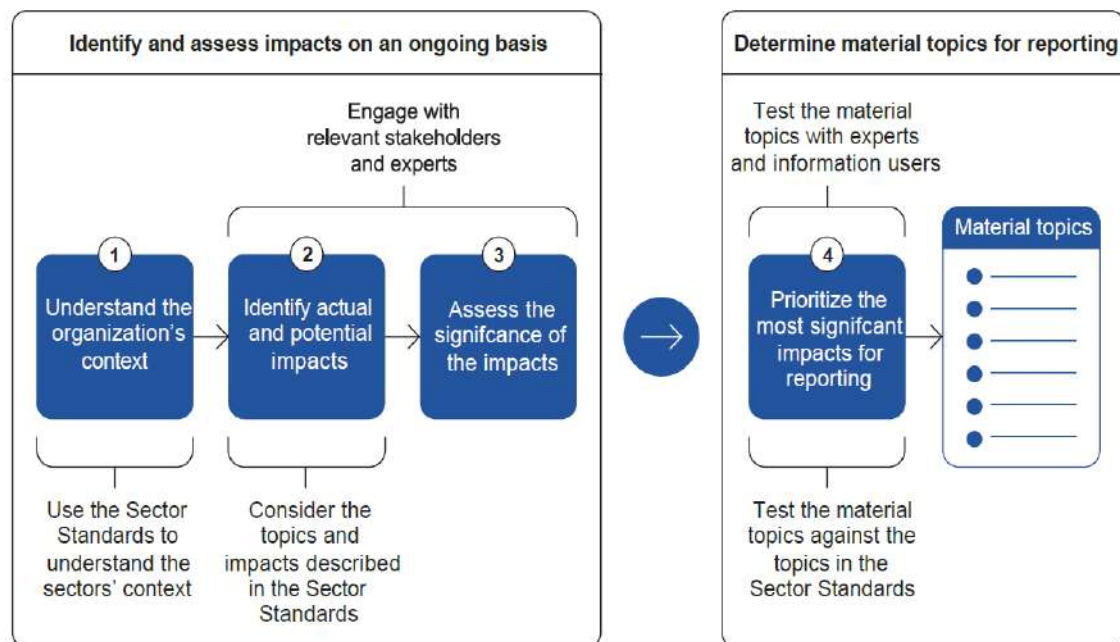 Identify and assess impacts on an ongoing basis
Engage with
relevant stakeholders
and experts
1
Understand the
organization's
context
2
Identify actual
and potential
impacts
3
Assess the
signifcance of
the impacts
Use the Sector
Standards to
understand the
sectors' context
Consider the
topics and
impacts described
in the Sector
Standards
Determine material topics for reporting
Test the material
topics with experts
and information users
4
Prioritize the
most signifcant
impacts for
reporting
Material topics
Test the material
topics against the
topics in the
Sector Standards